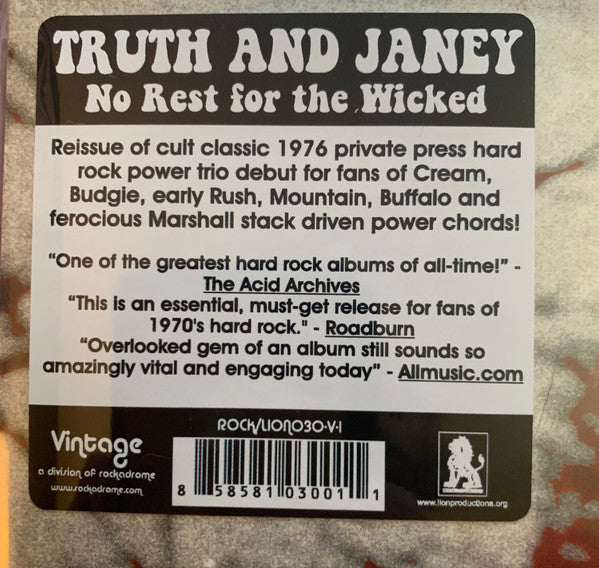 TRUTH AND JANEY
No Rest for the Wicked
Reissue of cult classic 1976 private press hard
rock power trio debut for fans of Cream,
Budgie, early Rush, Mountain, Buffalo and
ferocious Marshall stack driven power chords!
“One of the greatest hard rock albums of all-time!” -
The Acid Archives
“This is an essential, must-get release for fans of
1970's hard rock." - Roadburn
“Overlooked gem of an album still sounds so
amazingly vital and engaging today” - Allmusic.com
ROCK/LION030-V-1
Vintage
a division of rockadrome
www.rockadrome.com
8 58581 03001 1
www.lionproductions.org